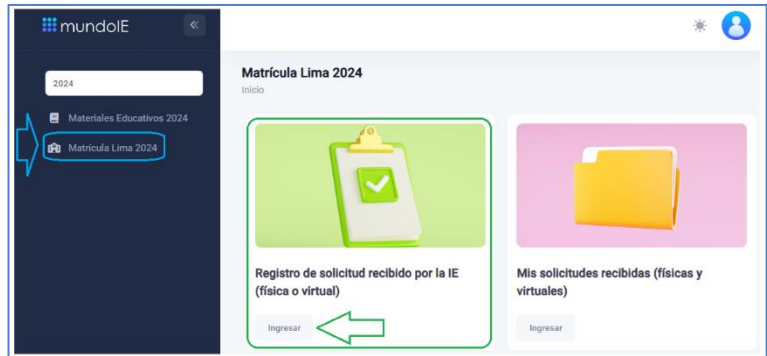 mundoIE
2024
Materiales Educativos 2024
Matrícula Lima 2024
Matrícula Lima 2024
Inicio
Registro de solicitud recibido por la IE
(física o virtual)
Ingresar
Mis solicitudes recibidas (físicas y
virtuales)
Ingresar